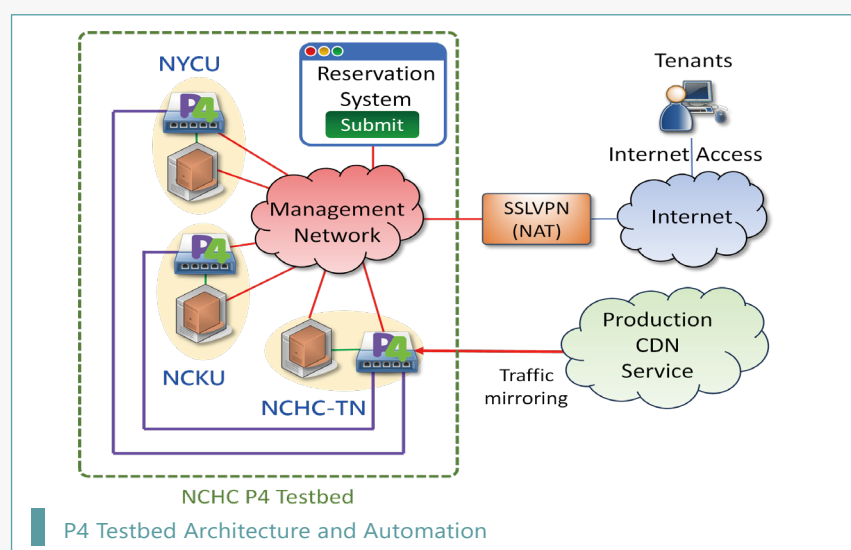 NYCU
P4
Reservation
System
Submit
Tenants
Internet Access
Management
Network
SSLVPN
(NAT)
Internet
P4
NCKU
P4
NCHC-TN
Production
CDN
Service
Traffic
mirroring
NCHC P4 Testbed
P4 Testbed Architecture and Automation